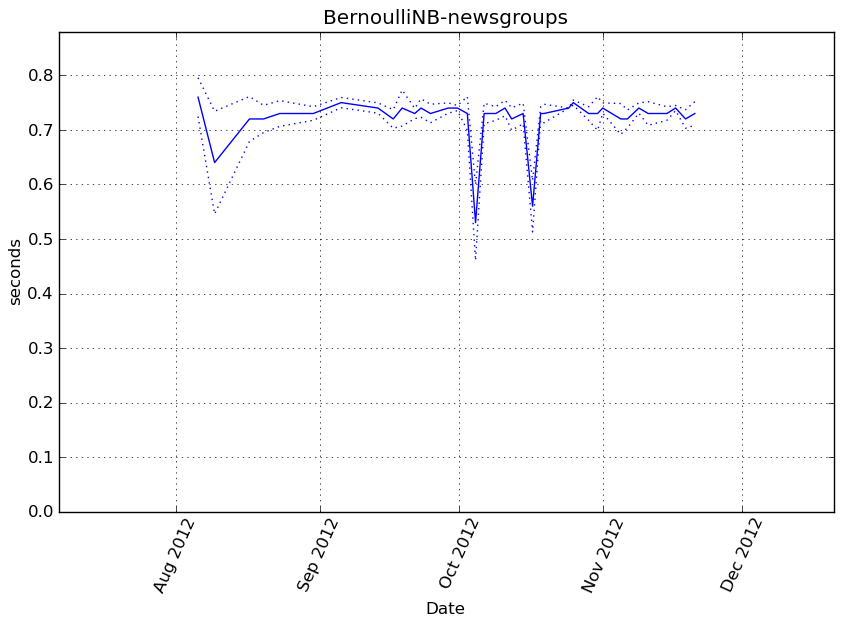 BernoulliNB-newsgroups
0.8
0.7
0.6
0.5
0.4
0.3
0.2
0.1
0.0
seconds
Aug 2012
Sep 2012
Oct 2012
Nov 2012
Dec 2012
Date